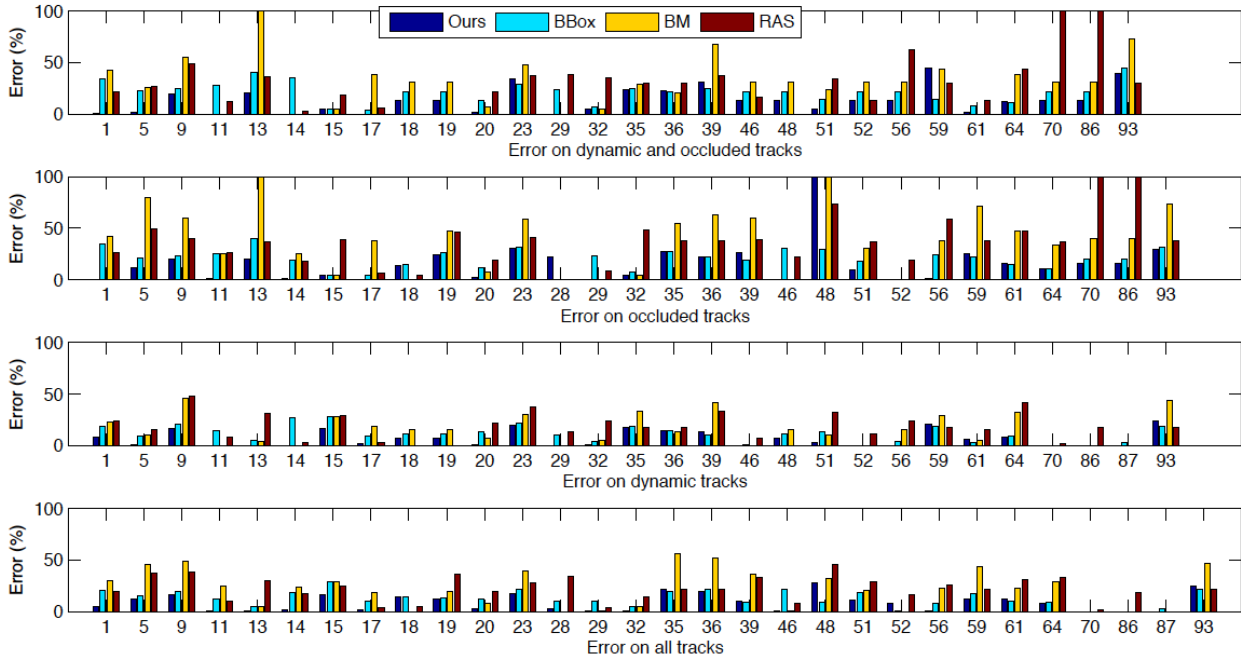 Ours BBox BM RAS
Error (%)
100
50
0
1 5 9 11 13 14 15 17 18 19 20 23 29 32 35 36 39 46 48 51 52 56 59 61 64 70 86 93
Error on dynamic and occluded tracks
Error (%)
100
50
0
1 5 9 11 13 14 15 17 18 19 20 23 28 29 32 35 36 39 46 48 51 52 56 59 61 64 70 86 93
Error on occluded tracks
Error (%)
100
50
0
1 5 9 11 13 14 15 17 18 19 20 23 29 32 35 36 39 46 48 51 52 56 59 61 64 70 86 87 93
Error on dynamic tracks
Error (%)
100
50
0
1 5 9 11 13 14 15 17 18 19 20 23 28 29 32 35 36 39 46 48 51 52 56 59 61 64 70 86 87 93
Error on all tracks